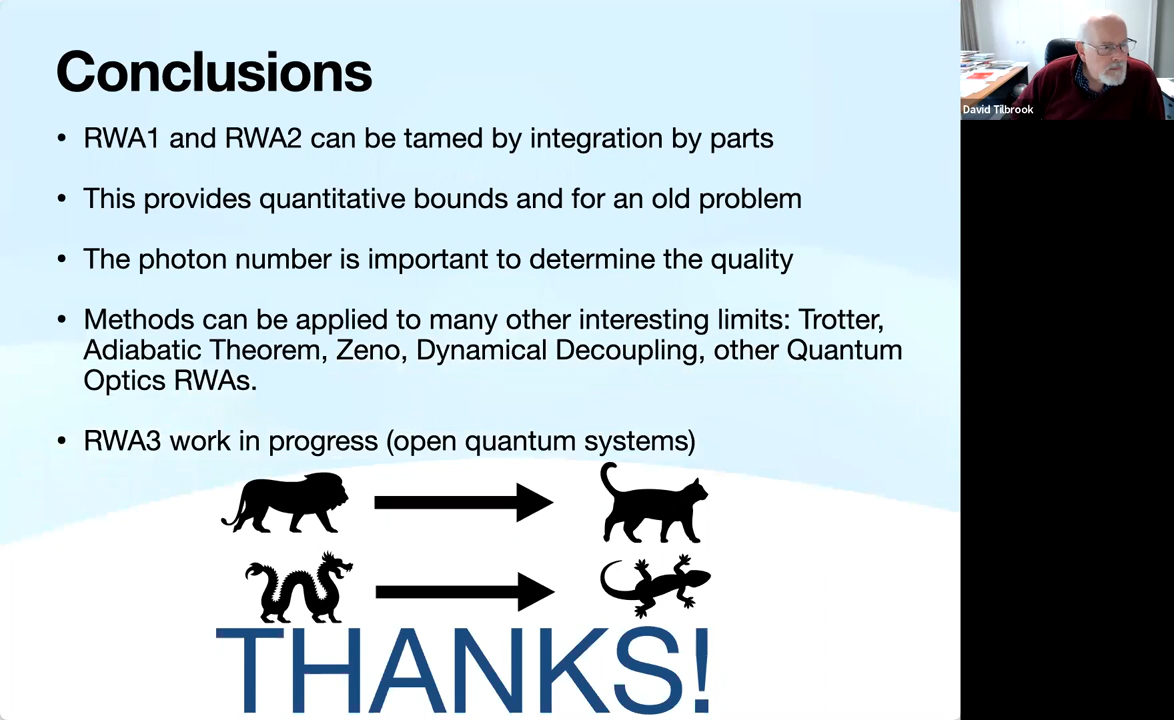 Conclusions
• RWA1 and RWA2 can be tamed by integration by parts
• This provides quantitative bounds and for an old problem
• The photon number is important to determine the quality
• Methods can be applied to many other interesting limits: Trotter,
Adiabatic Theorem, Zeno, Dynamical Decoupling, other Quantum
Optics RWAs.
• RWA3 work in progress (open quantum systems)
THANKS!
David Tilbrook